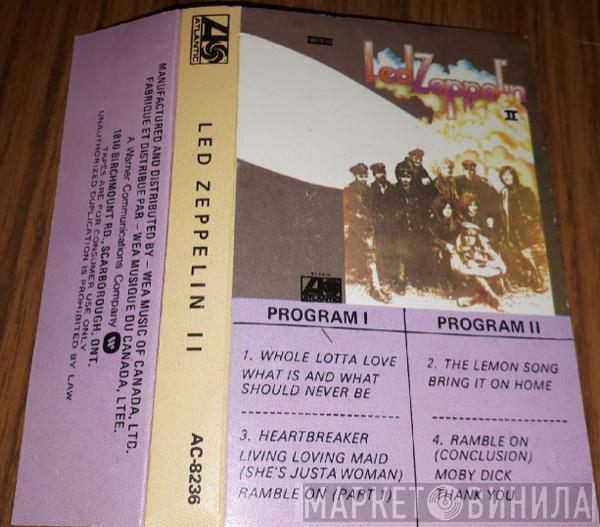 MANUFACTURED AND DISTRIBUTED BY – WEA MUSIC OF CANADA, LTD.
FABRIQUE ET DISTRIBUE PAR – WEA MUSIQUE DU CANADA, LTEE.
A Warner Communications Company
1810 BIRCHMOUNT RD., SCARBOROUGH, ONT.
TAPES ARE FOR CONSUMER USE ONLY
UNAUTHORIZED DUPLICATION IS PROHIBITED BY LAW
ATLANTIC
LED ZEPPELIN II
AC-8236
Led Zeppelin
II
ATLANTIC
PROGRAM I
1. WHOLE LOTTA LOVE
WHAT IS AND WHAT
SHOULD NEVER BE
3. HEARTBREAKER
LIVING LOVING MAID
(SHE'S JUST A WOMAN)
RAMBLE ON (PART 1)
PROGRAM II
2. THE LEMON SONG
BRING IT ON HOME
4. RAMBLE ON
(CONCLUSION)
MOBY DICK
THANK YOU
МАРКЕТ ВИНИЛА